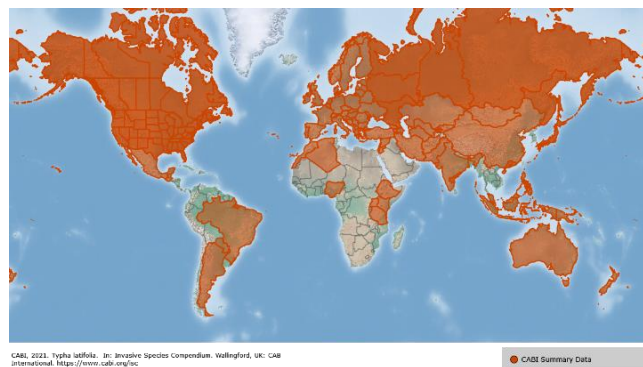 CABI, 2021. Typha latifolia. In: Invasive Species Compendium. Wallingford, UK: CAB
International. https://www.cabi.org/isc
CABI Summary Data